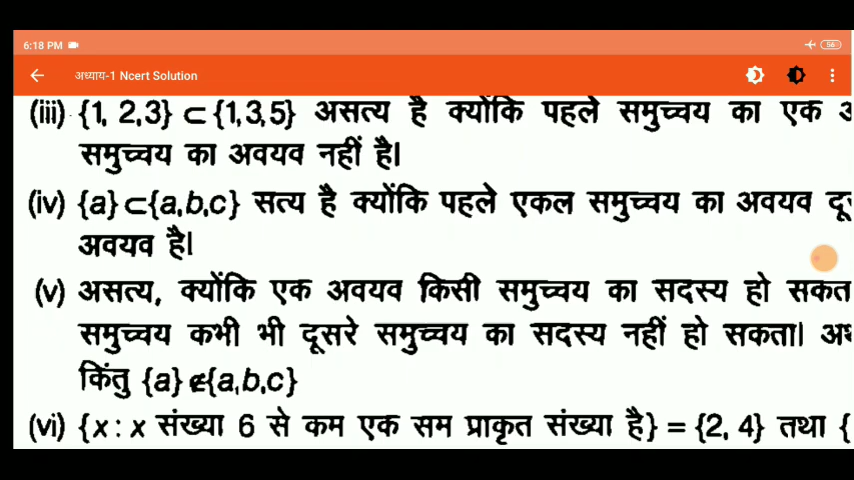 6:18 PM
56
अध्याय-1 Ncert Solution
(iii) {1, 2,3} ⊂ {1,3,5} असत्य है क्योंकि पहले समुच्चय का एक
समुच्चय का अवयव नहीं है।
(iv) {a}⊂{a,b,c} सत्य है क्योंकि पहले एकल समुच्चय का अवयव
अवयव है।
(v) असत्य, क्योंकि एक अवयव किसी समुच्चय का सदस्य हो
समुच्चय कभी भी दूसरे समुच्चय का सदस्य नहीं हो सकता।
किंतु {a}∉{a,b,c}
(vi) {x : x संख्या 6 से कम एक सम प्राकृत संख्या है} = {2, 4} तथा {